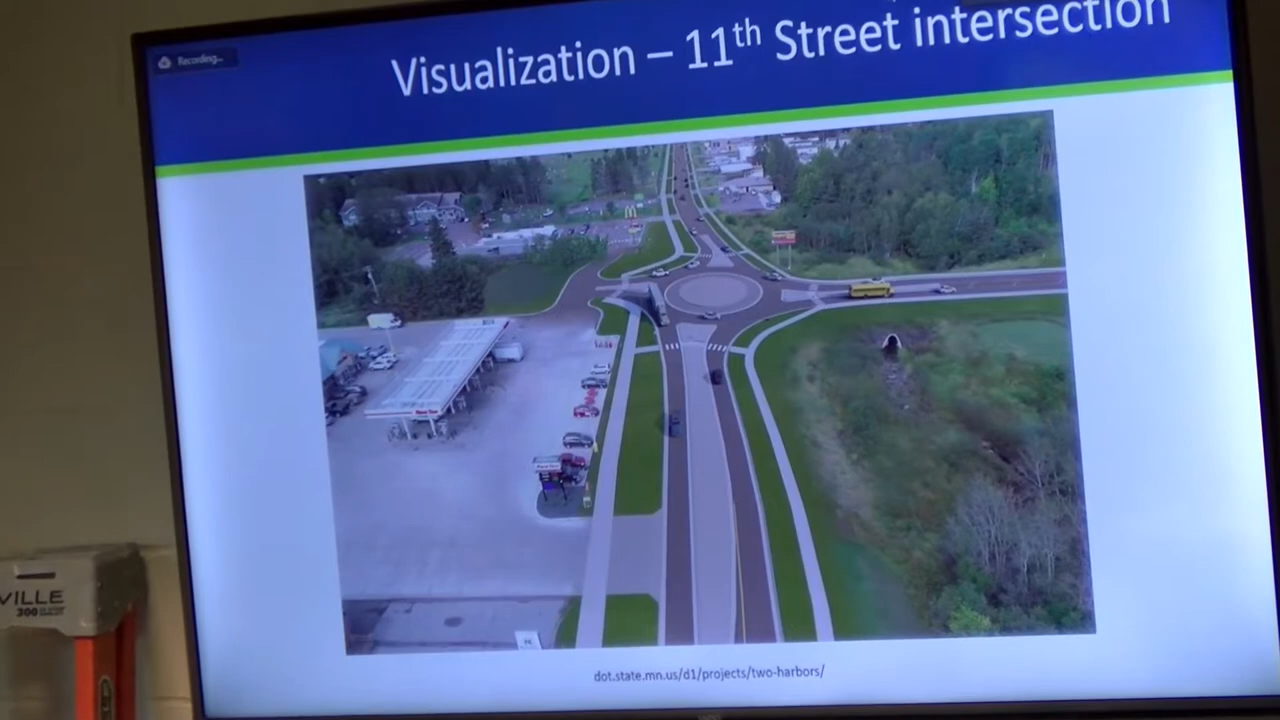 Recording...
Visualization – 11th Street intersection
dot.state.mn.us/d1/projects/two-harbors/
VILLE
300